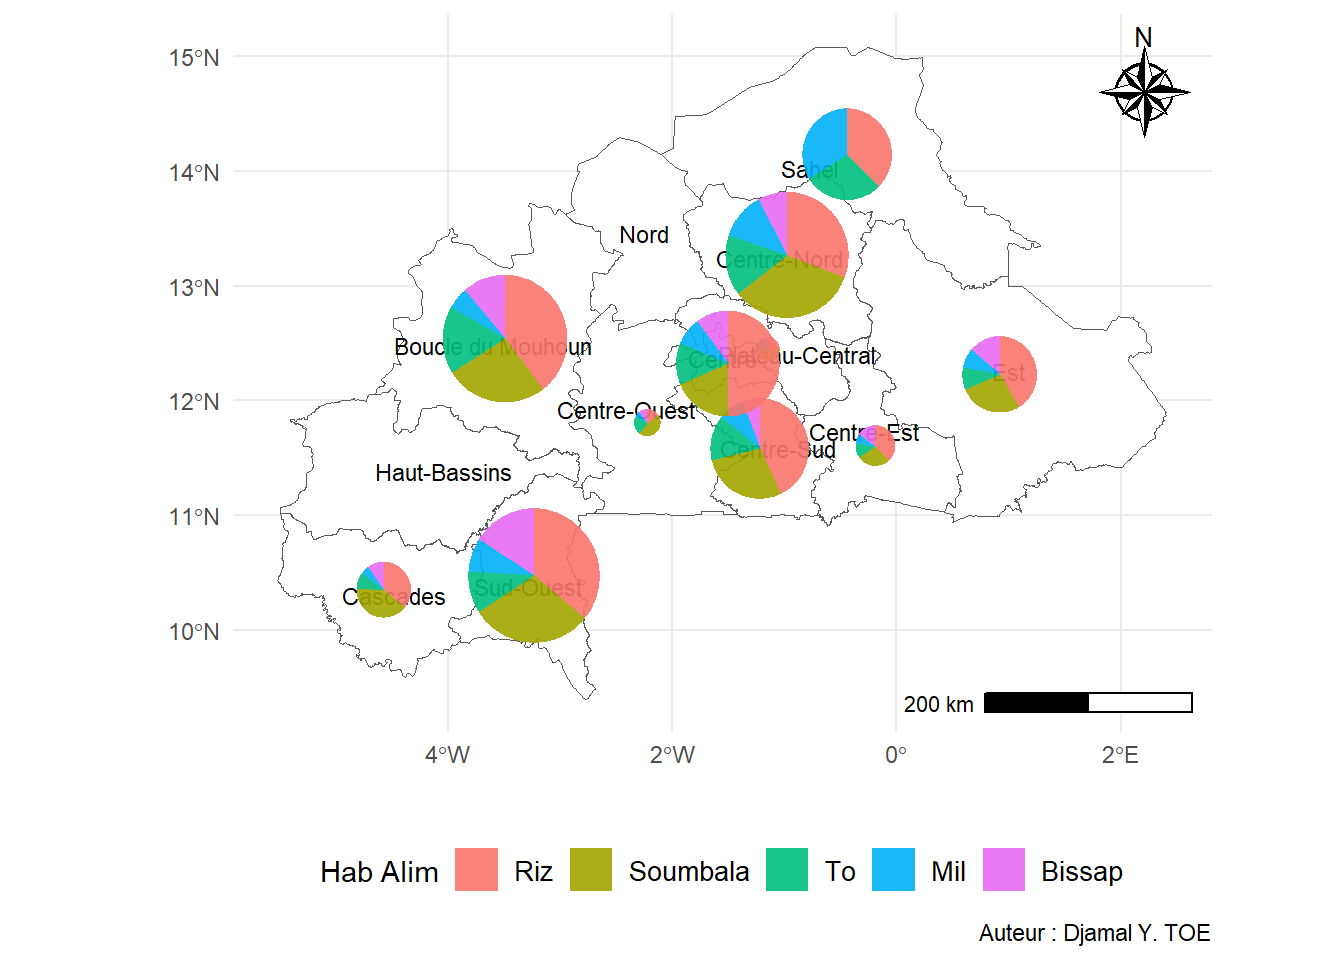 N
15°N
14°N
13°N
12°N
11°N
10°N
Sahel
Nord
Centre-Nord
Boucle du Mouhoun
Centre
Plateau-Central
Est
Centre-Ouest
Centre-Est
Centre-Sud
Haut-Bassins
Sud-Ouest
Cascades
200 km
4°W
2°W
0°
2°E
Hab Alim
Riz
Soumbala
To
Mil
Bissap
Auteur : Djamal Y. TOE